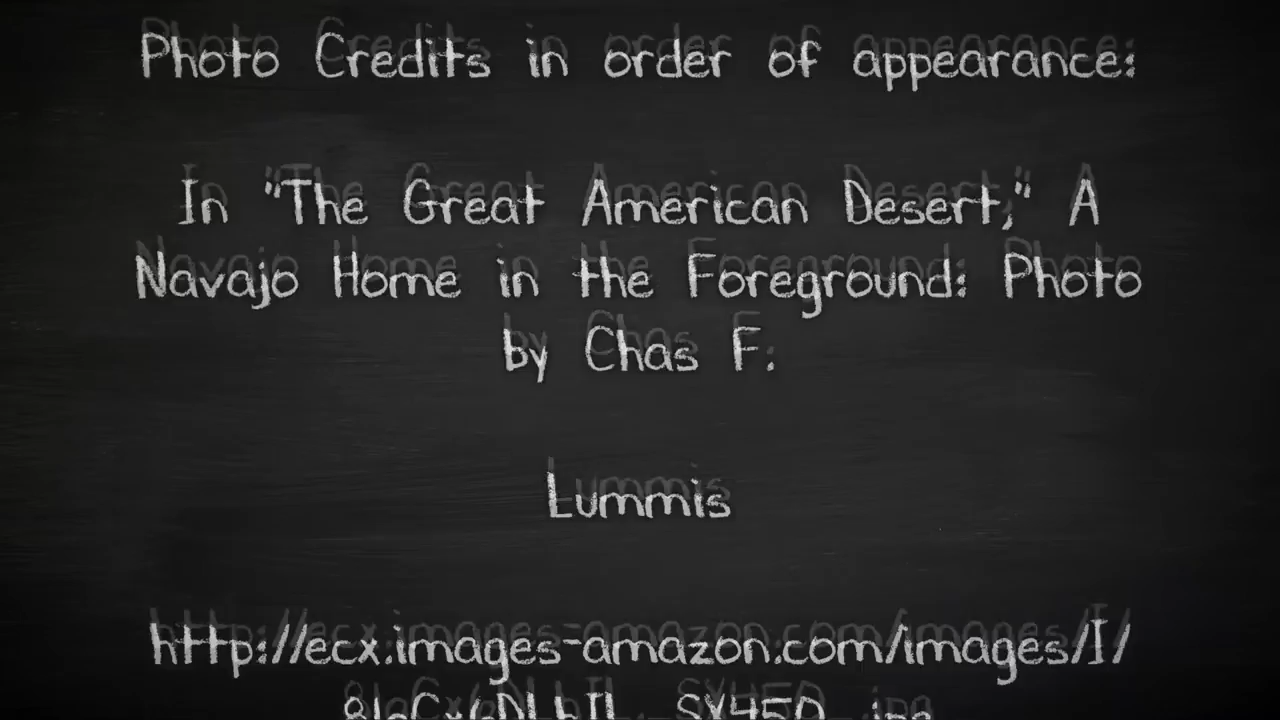 Photo Credits in order of appearance:
In "The Great American Desert," A
Navajo Home in the Foreground: Photo
by Chas F.
Lummis
http://ecx.images-amazon.com/images/I/